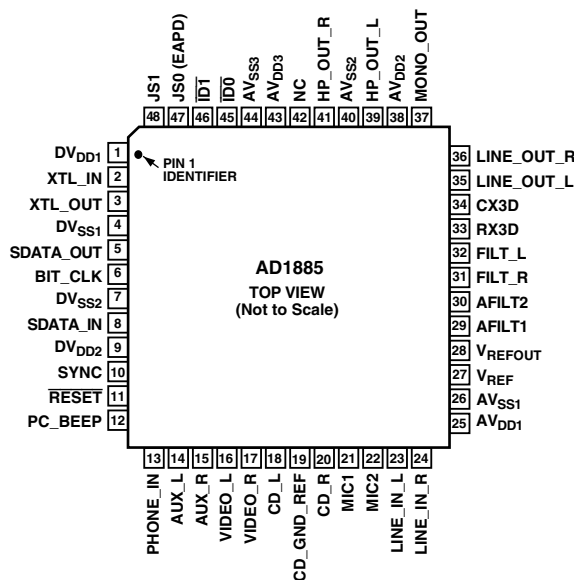 JS1
JS0 (EAPD)
ID1
ID0
AVSS3
AVDD3
NC
HP_OUT_R
AVSS2
HP_OUT_L
AVDD2
MONO_OUT
48 47 46 45 44 43 42 41 40 39 38 37
DVDD1 1
XTL_IN 2
XTL_OUT 3
DVSS1 4
SDATA_OUT 5
BIT_CLK 6
DVSS2 7
SDATA_IN 8
DVDD2 9
SYNC 10
RESET 11
PC_BEEP 12
PIN 1
IDENTIFIER
AD1885
TOP VIEW
(Not to Scale)
36 LINE_OUT_R
35 LINE_OUT_L
34 CX3D
33 RX3D
32 FILT_L
31 FILT_R
30 AFILT2
29 AFILT1
28 VREFOUT
27 VREF
26 AVSS1
25 AVDD1
13 14 15 16 17 18 19 20 21 22 23 24
PHONE_IN
AUX_L
AUX_R
VIDEO_L
VIDEO_R
CD_L
CD_GND_REF
CD_R
MIC1
MIC2
LINE_IN_L
LINE_IN_R